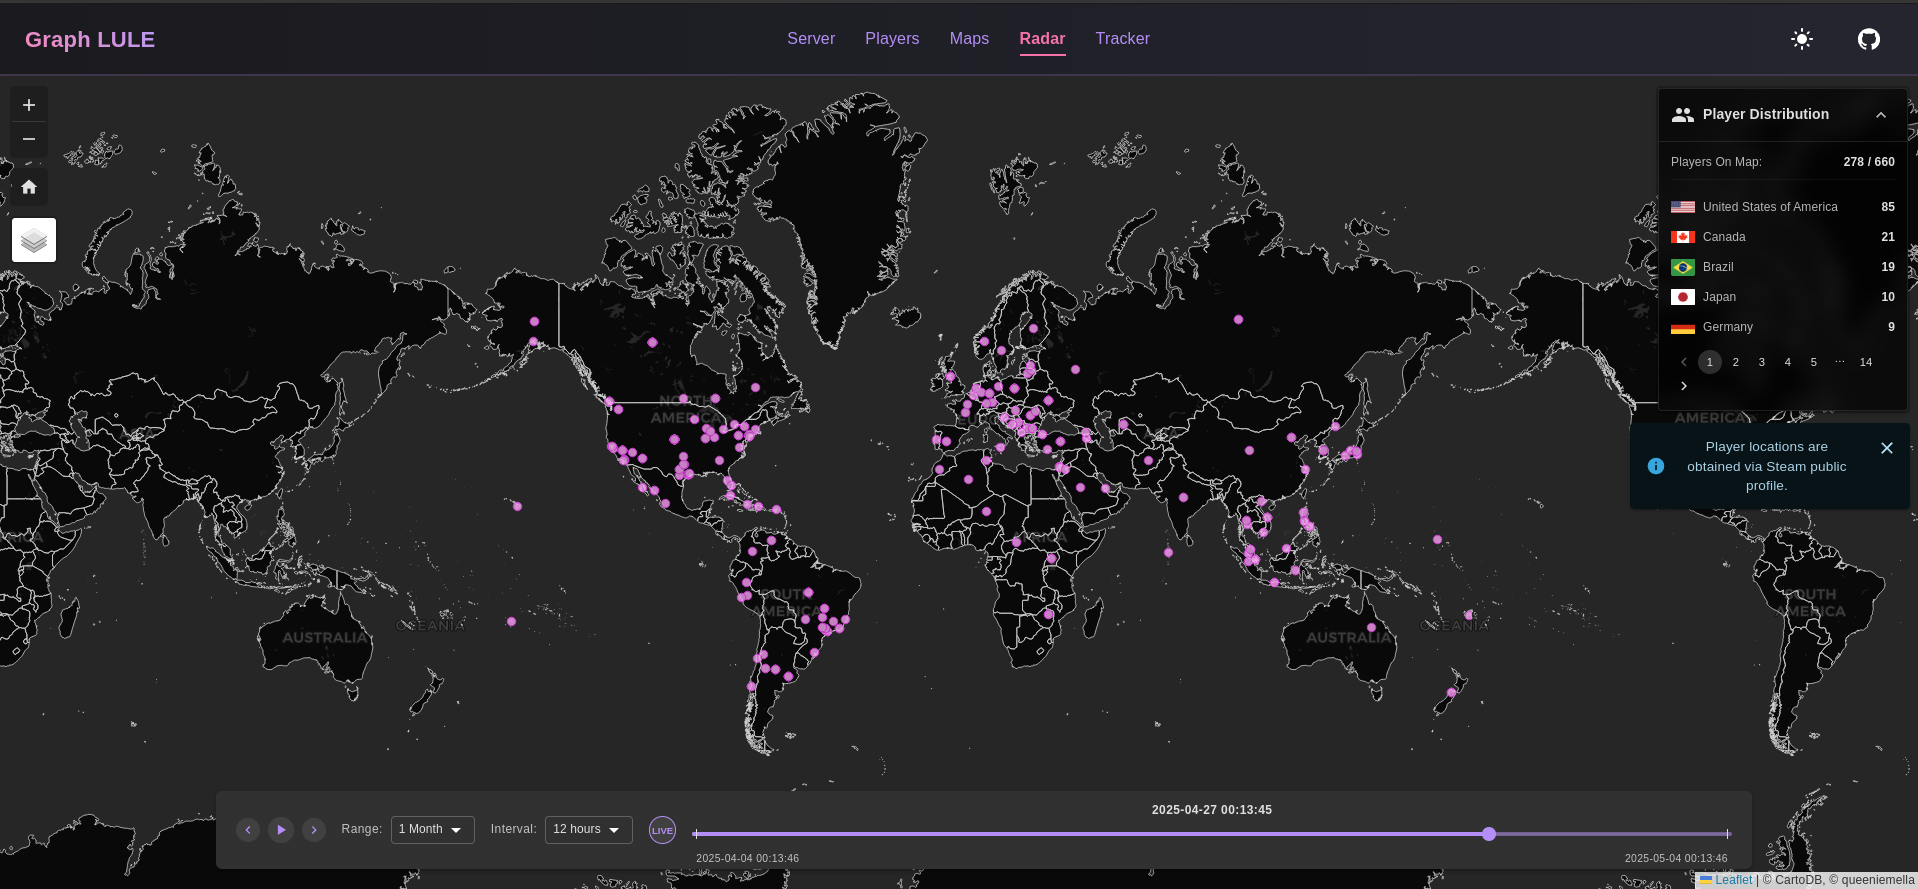 Graph LULE
Server
Players
Maps
Radar
Tracker
+
−
Player Distribution
Players On Map:
278 / 660
United States of America
85
Canada
21
Brazil
19
Japan
10
Germany
9
1
2
3
4
5
...
14
Player locations are
obtained via Steam public
profile.
NORTH
AMERICA
AMERICA
ASIA
AFRICA
SOUTH
AMERICA
SOUTH
AMERICA
AUSTRALIA
OCEANIA
AUSTRALIA
OCEANIA
2025-04-27 00:13:45
Range:
1 Month
Interval:
12 hours
LIVE
2025-04-04 00:13:46
2025-05-04 00:13:46
Leaflet | © CartoDB, © queeniemella